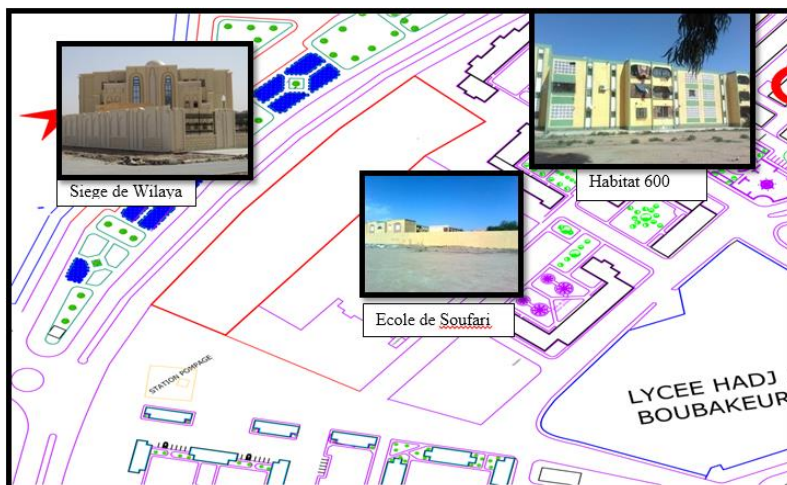 Siege de Wilaya
Habitat 600
Ecole de Soufari
STATION POMPAGE
LYCEE HADJ
BOUBAKEUR